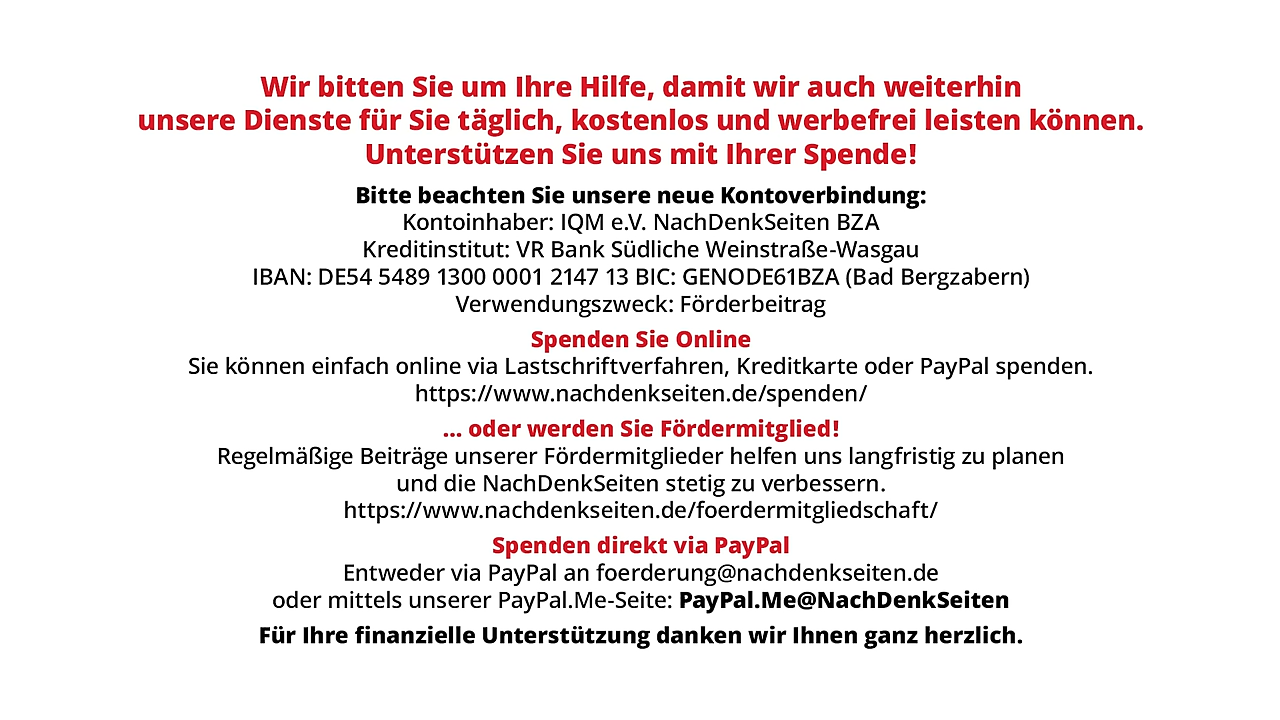 Wir bitten Sie um Ihre Hilfe, damit wir auch weiterhin
unsere Dienste für Sie täglich, kostenlos und werbefrei leisten können.
Unterstützen Sie uns mit Ihrer Spende!
Bitte beachten Sie unsere neue Kontoverbindung:
Kontoinhaber: IQM e.V. NachDenkSeiten BZA
Kreditinstitut: VR Bank Südliche Weinstraße-Wasgau
IBAN: DE54 5489 1300 0001 2147 13 BIC: GENODE61BZA (Bad Bergzabern)
Verwendungszweck: Förderbeitrag
Spenden Sie Online
Sie können einfach online via Lastschriftverfahren, Kreditkarte oder PayPal spenden.
https://www.nachdenkseiten.de/spenden/
... oder werden Sie Fördermitglied!
Regelmäßige Beiträge unserer Fördermitglieder helfen uns langfristig zu planen
und die NachDenkSeiten stetig zu verbessern.
https://www.nachdenkseiten.de/foerdermitgliedschaft/
Spenden direkt via PayPal
Entweder via PayPal an foerderung@nachdenkseiten.de
oder mittels unserer PayPal.Me-Seite: PayPal.Me@NachDenkSeiten
Für Ihre finanzielle Unterstützung danken wir Ihnen ganz herzlich.